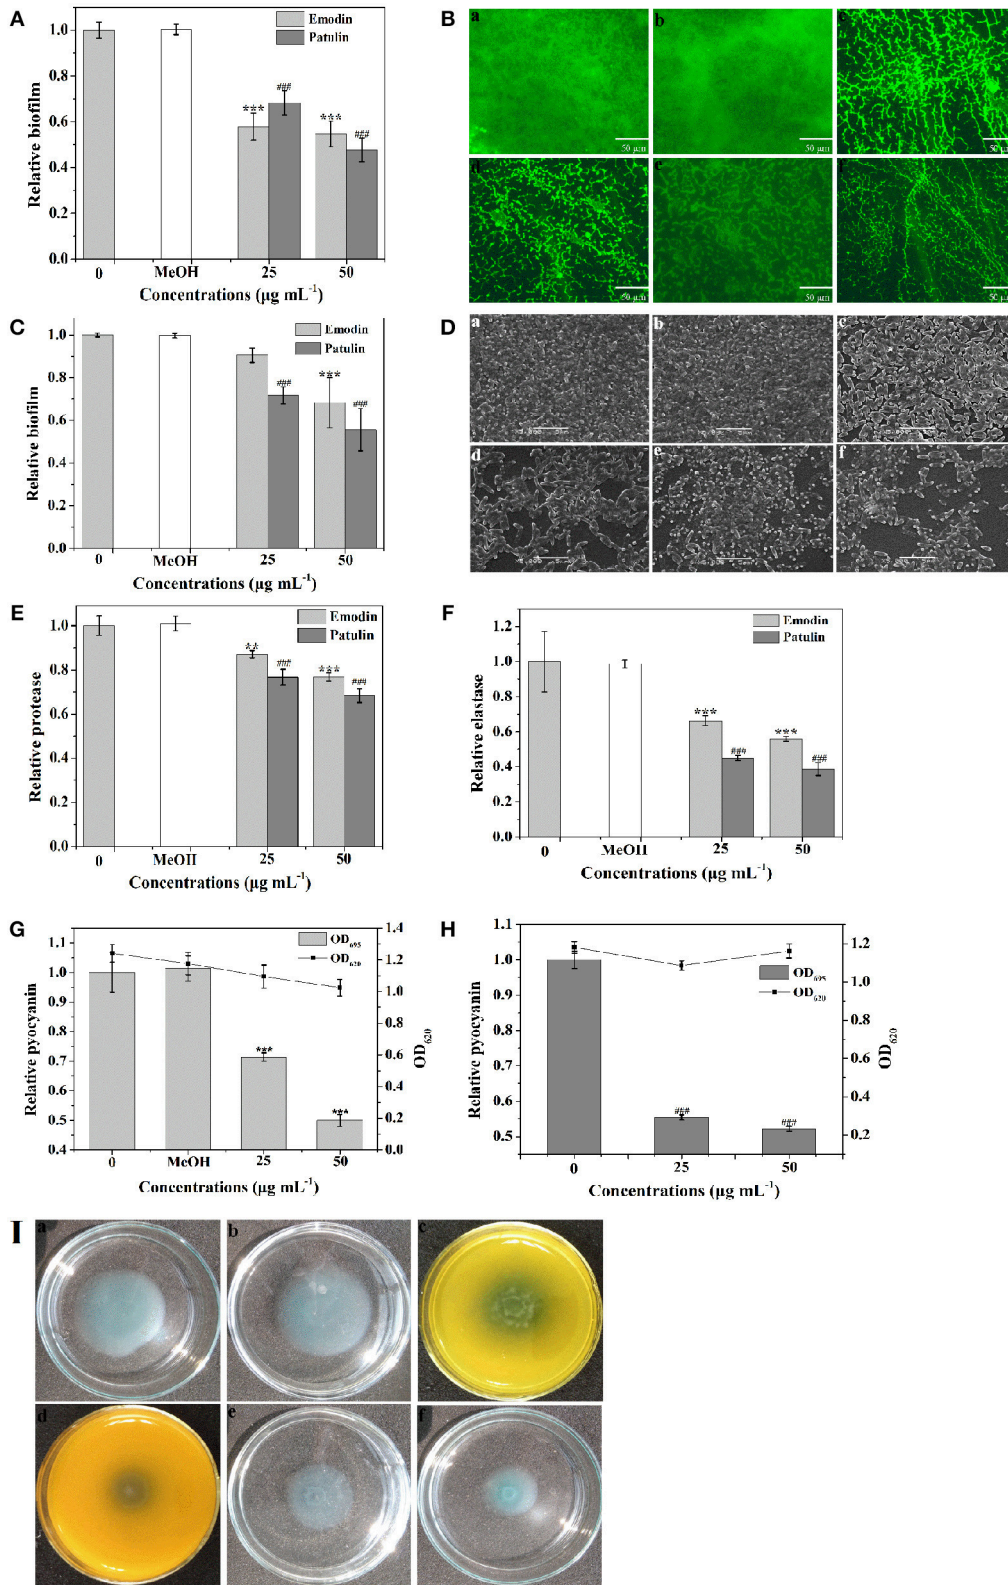 A
Emodin
Patulin
1.0
0.8
0.6
0.4
0.2
0.0
Relative biofilm
***
###
***
###
0
MeOH
25
50
Concentrations (µg mL-1)
B
a
b
c
50 µm
50 µm
50 µm
d
e
f
50 µm
50 µm
50 µm
C
Emodin
Patulin
1.0
0.8
0.6
0.4
0.2
0.0
Relative biofilm
###
***
###
0
MeOH
25
50
Concentrations (µg mL-1)
D
a
b
c
d
e
f
E
Emodin
Patulin
1.0
0.8
0.6
0.4
0.2
0.0
Relative protease
**
###
***
###
0
MeOH
25
50
Concentrations (µg mL-1)
F
Emodin
Patulin
1.2
1.0
0.8
0.6
0.4
0.2
0.0
Relative elastase
***
###
***
###
0
MeOH
25
50
Concentrations (µg mL-1)
G
OD695
OD620
1.1
1.0
0.9
0.8
0.7
0.6
0.5
0.4
Relative pyocyanin
***
***
1.4
1.2
1.0
0.8
0.6
0.4
0.2
0.0
OD620
0
MeOH
25
50
Concentrations (µg mL-1)
H
OD695
OD620
1.1
1.0
0.9
0.8
0.7
0.6
0.5
Relative pyocyanin
###
###
1.2
1.0
0.8
0.6
0.4
0.2
OD620
0
25
50
Concentrations (µg mL-1)
I
a
b
c
d
e
f